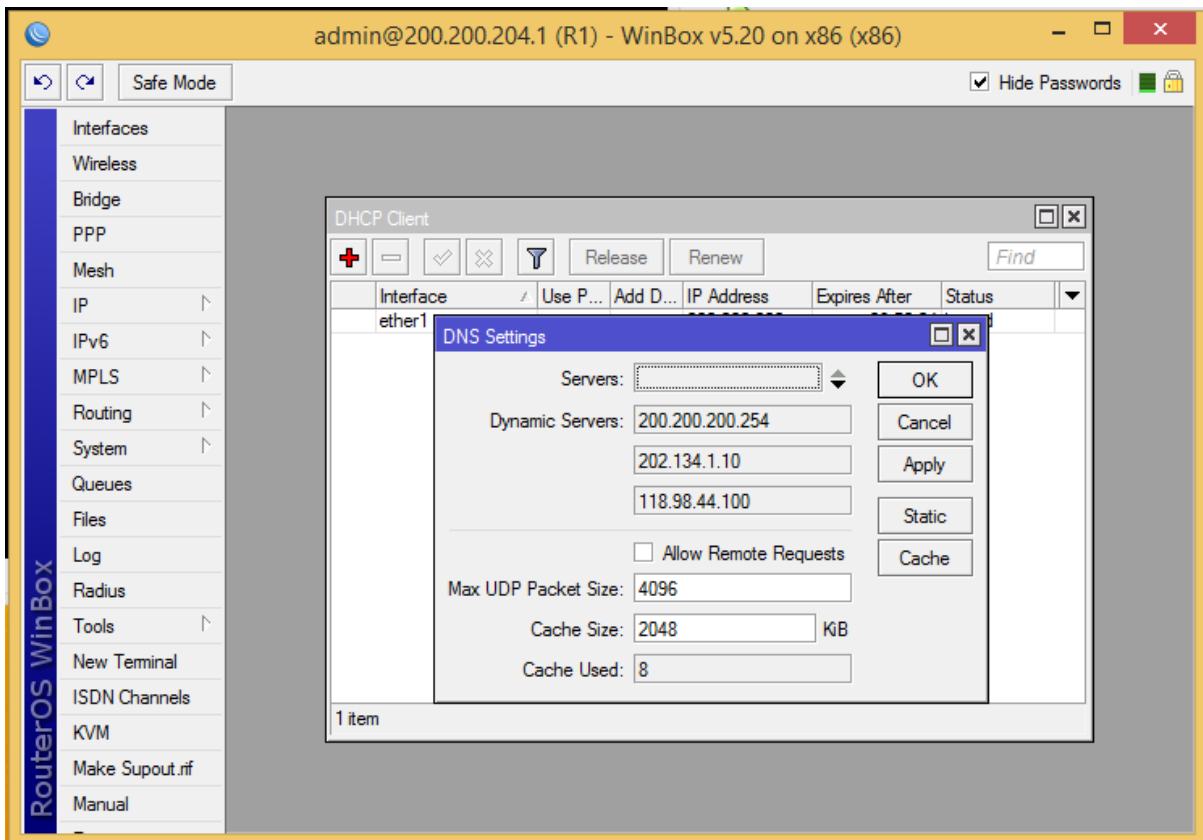 admin@200.200.204.1 (R1) - WinBox v5.20 on x86 (x86)
Safe Mode
Hide Passwords
Interfaces
Wireless
Bridge
PPP
Mesh
IP
IPv6
MPLS
Routing
System
Queues
Files
Log
Radius
Tools
New Terminal
ISDN Channels
KVM
Make Supout.rif
Manual
RouterOS WinBox
DHCP Client
Release Renew Find
Interface Use P... Add D... IP Address Expires After Status
ether1
DNS Settings
Servers:
OK
Dynamic Servers: 200.200.200.254
Cancel
202.134.1.10
Apply
118.98.44.100
Static
Allow Remote Requests
Cache
Max UDP Packet Size: 4096
Cache Size: 2048 KiB
Cache Used: 8
1 item